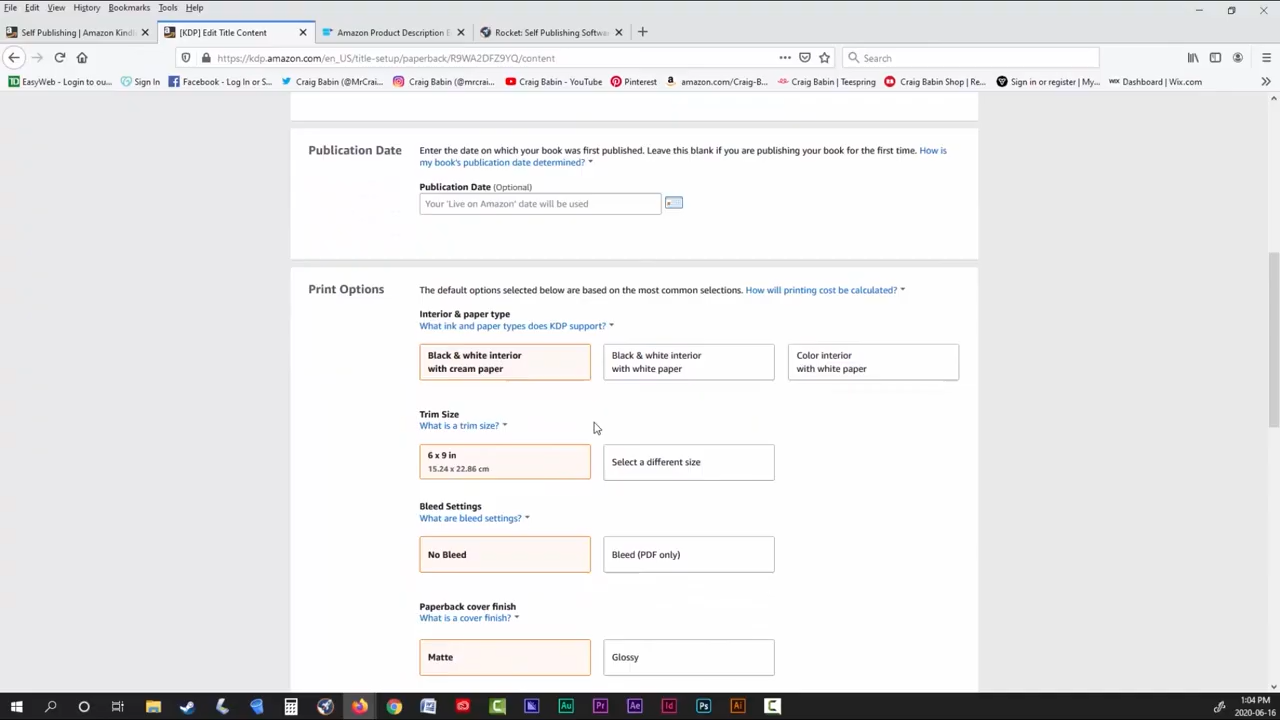 File Edit View History Bookmarks Tools Help
Self Publishing | Amazon Kindl
[KDP] Edit Title Content
Amazon Product Description E
Rocket: Self Publishing Softwa
https://kdp.amazon.com/en_US/title-setup/paperback/R9WA2DFZ9YQ/content
Search
EasyWeb - Login to ou...
Sign In
Facebook - Log In or S...
Craig Babin (@MrCrai...
Craig Babin (@mrcrai...
Craig Babin - YouTube
Pinterest
amazon.com/Craig-B...
Craig Babin | Teespring
Craig Babin Shop | Re...
Sign in or register | My...
Dashboard | Wix.com
Publication Date
Enter the date on which your book was first published. Leave this blank if you are publishing your book for the first time. How is
my book's publication date determined?
Publication Date (Optional)
Your 'Live on Amazon' date will be used
Print Options
The default options selected below are based on the most common selections. How will printing cost be calculated?
Interior & paper type
What ink and paper types does KDP support?
Black & white interior
with cream paper
Black & white interior
with white paper
Color interior
with white paper
Trim Size
What is a trim size?
6 x 9 in
15.24 x 22.86 cm
Select a different size
Bleed Settings
What are bleed settings?
No Bleed
Bleed (PDF only)
Paperback cover finish
What is a cover finish?
Matte
Glossy
Au
Pr
Ae
Id
Ps
Ai
1:04 PM
2020-06-16